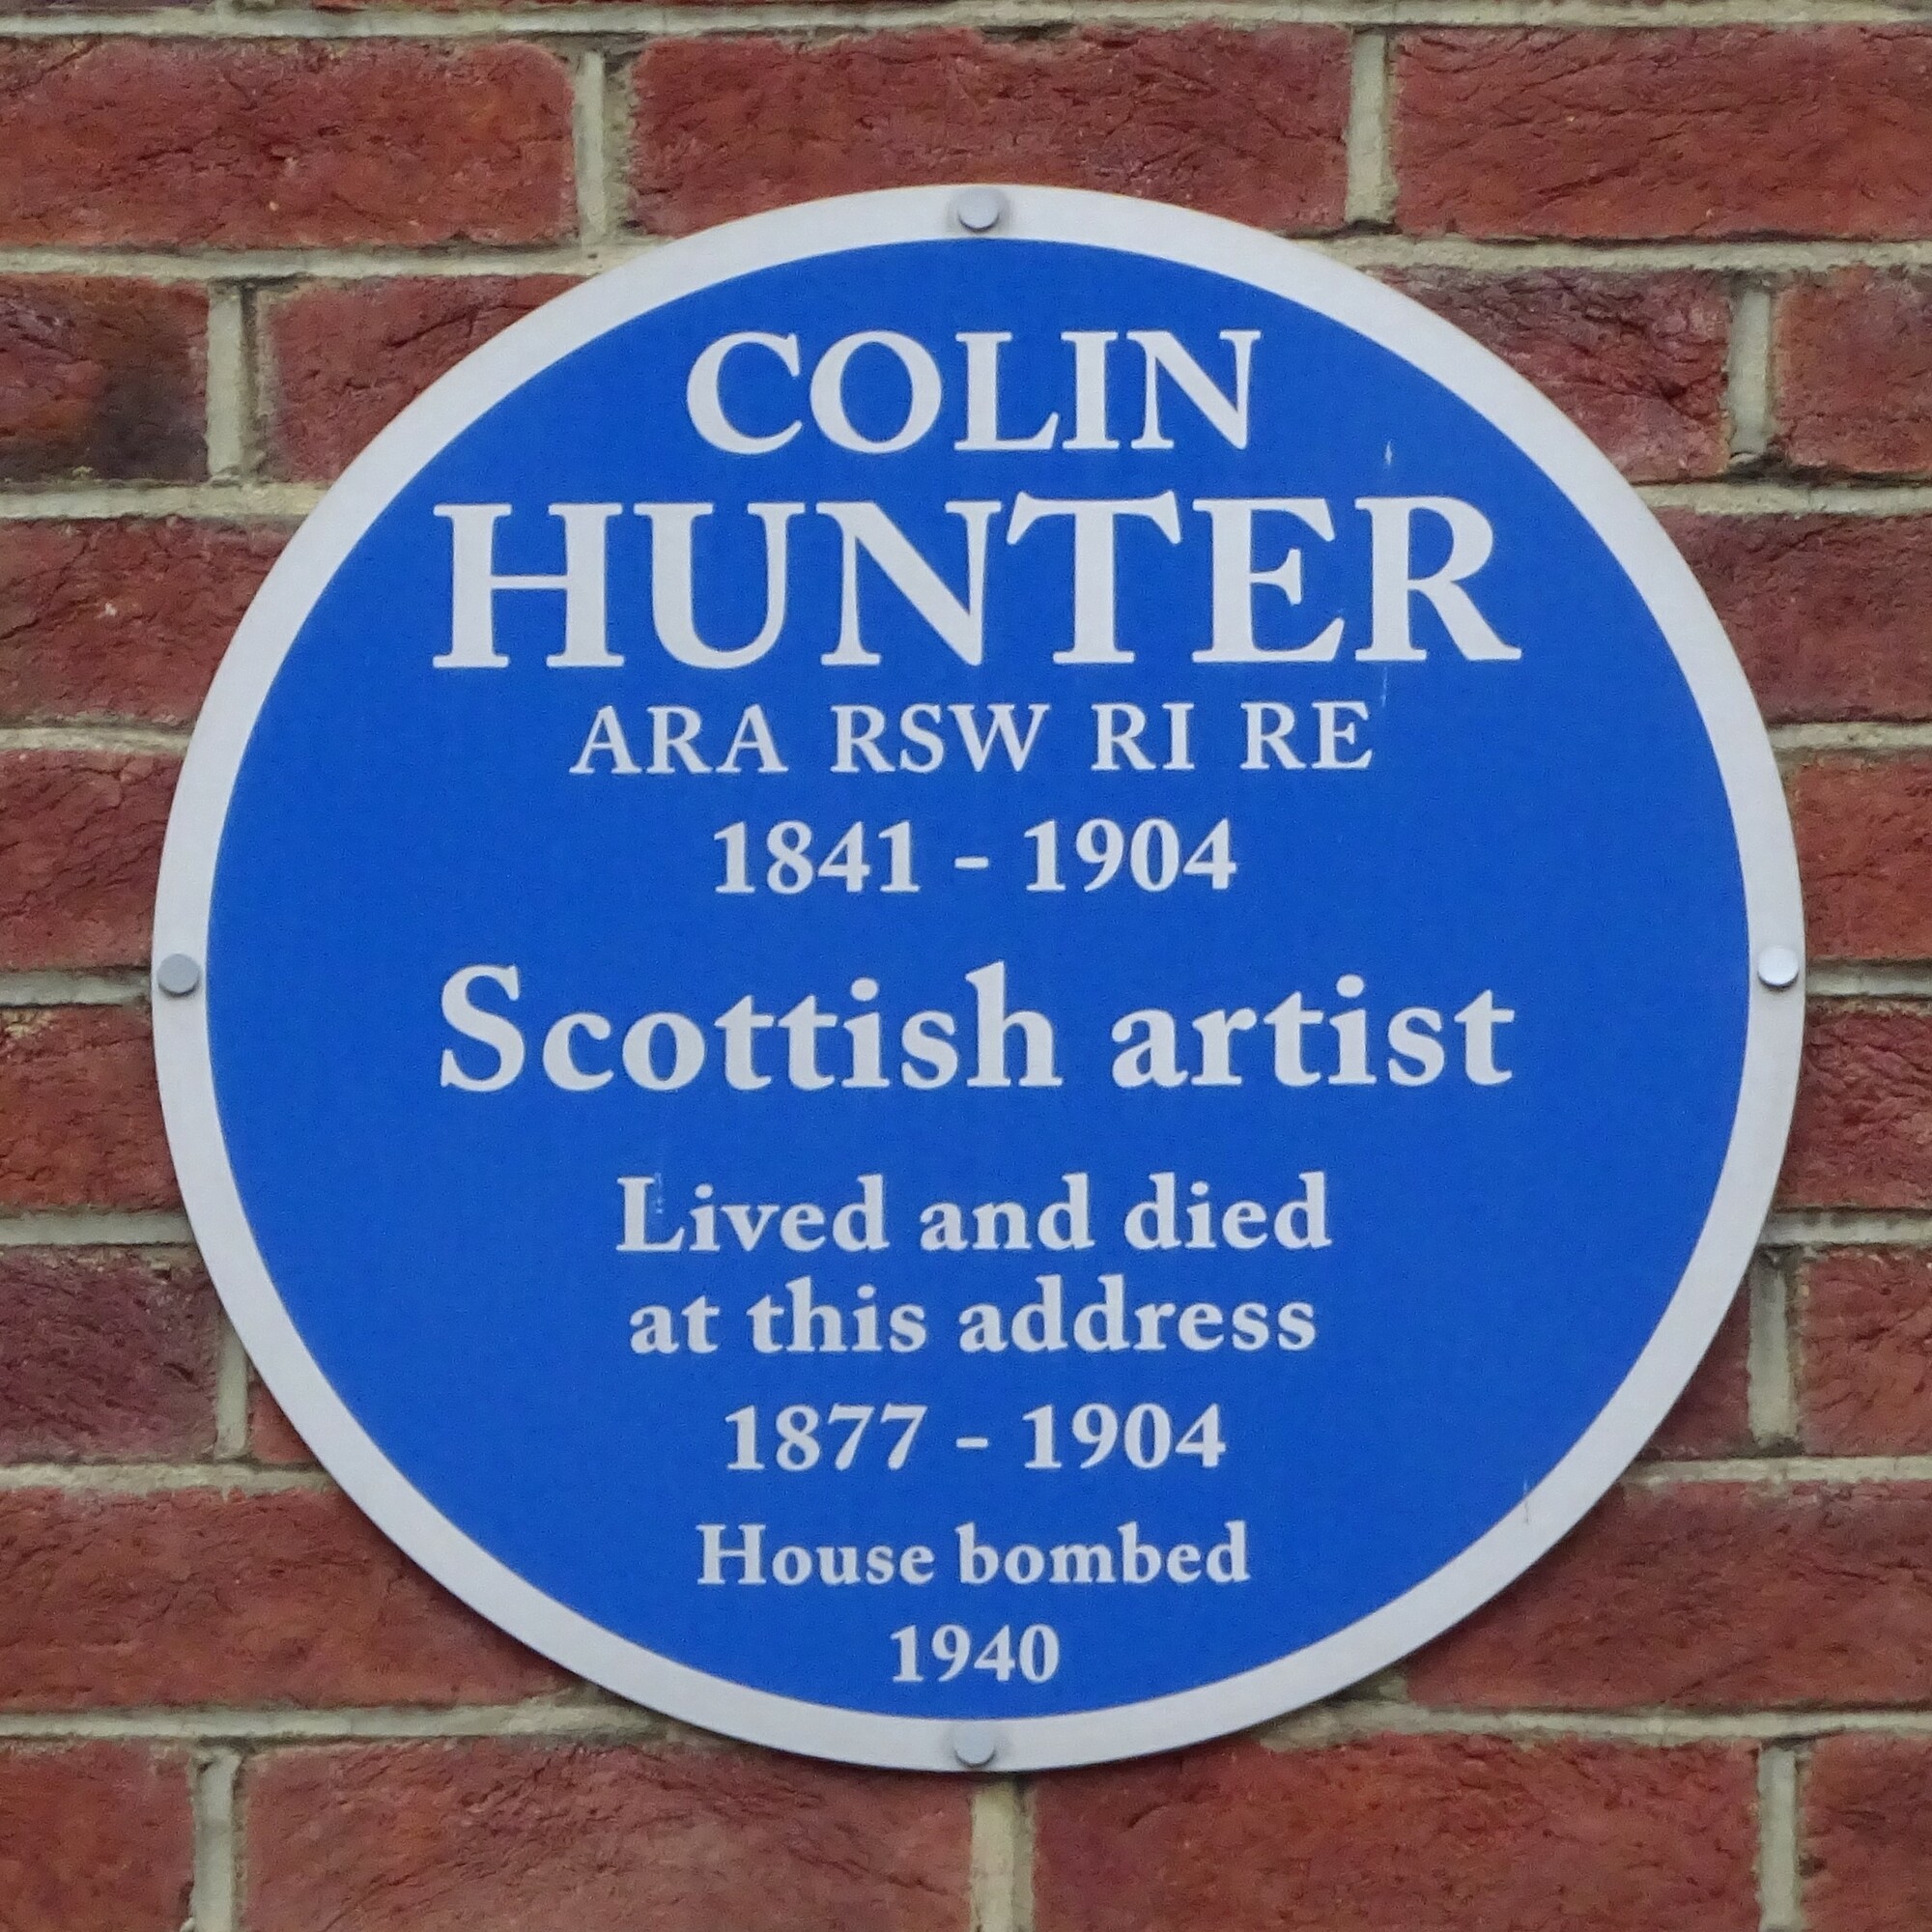 COLIN
HUNTER
ARA RSW RI RE
1841 - 1904
Scottish artist
Lived and died
at this address
1877 - 1904
House bombed
1940